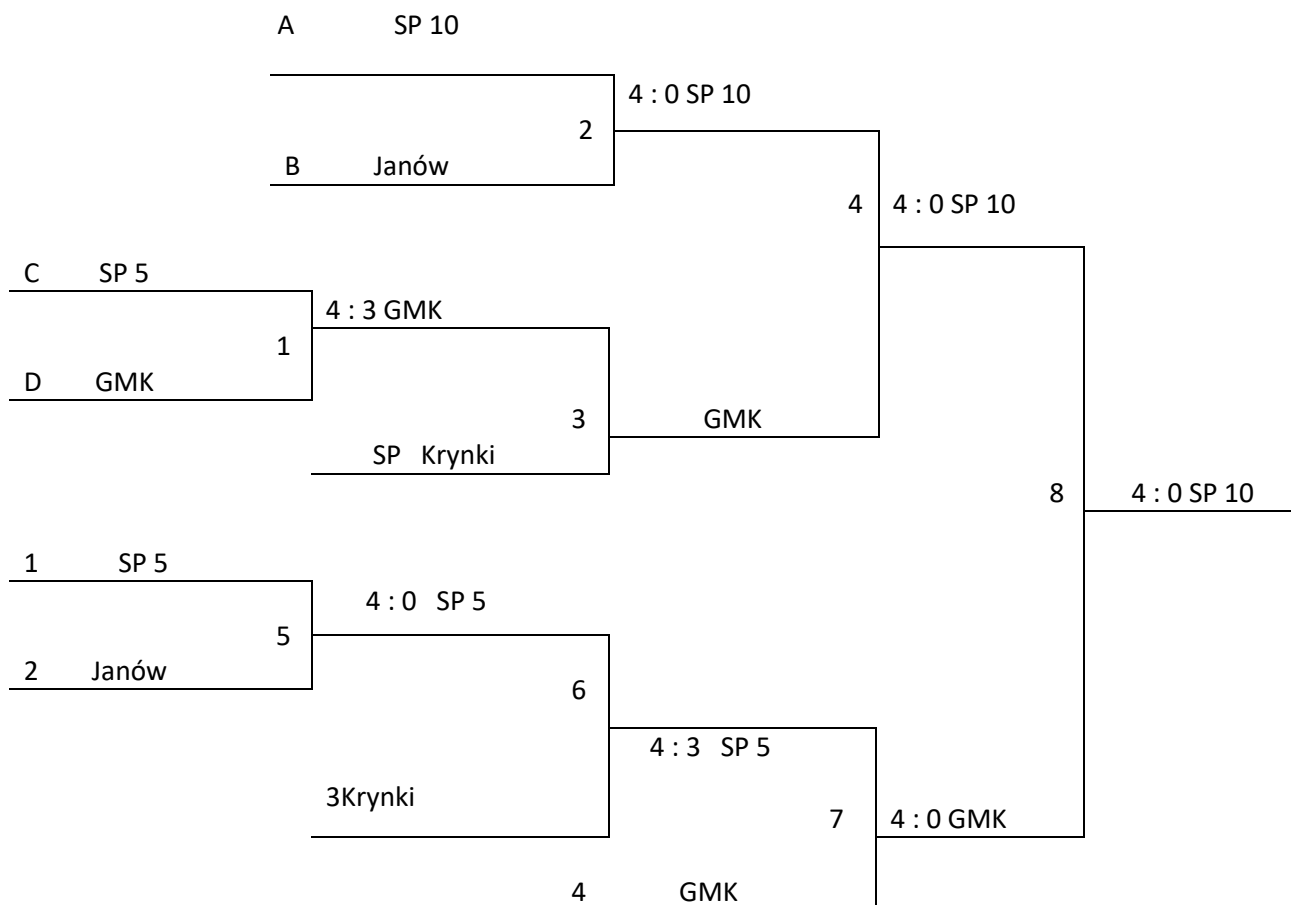 A SP 10
4 : 0 SP 10
2
B Janów
4 4 : 0 SP 10
C SP 5
4 : 3 GMK
1
D GMK
3 GMK
SP Krynki
8 4 : 0 SP 10
1 SP 5
4 : 0 SP 5
5
2 Janów
6
4 : 3 SP 5
3Krynki
7 4 : 0 GMK
4 GMK